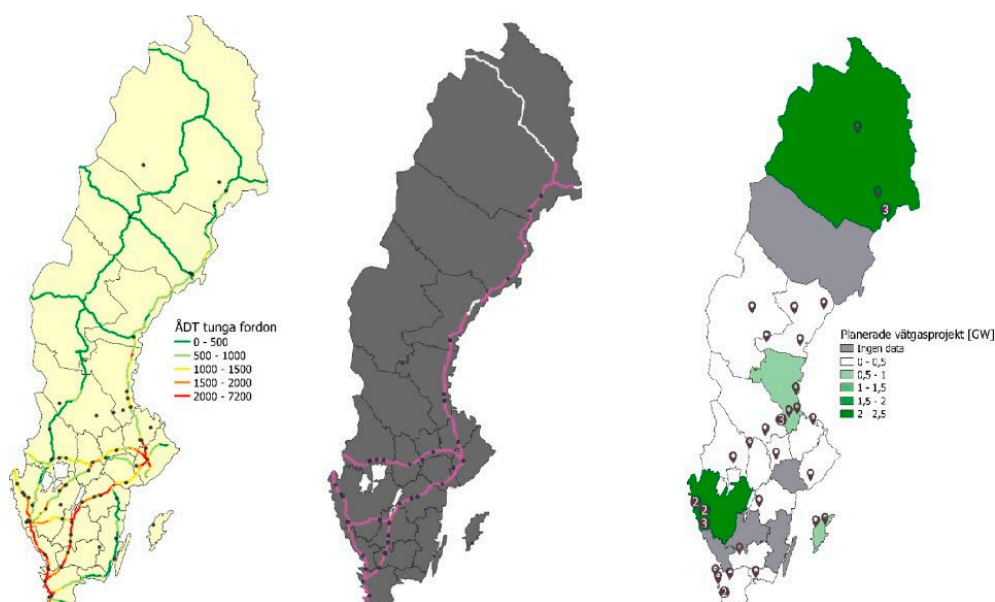 ÅDT tunga fordon
0 - 500
500 - 1000
1000 - 1500
1500 - 2000
2000 - 7200
Planerade vätgasprojekt [GW]
Ingen data
0 - 0,5
0,5 - 1
1 - 1,5
1,5 - 2
2 - 2,5
3
3
2
2
3
2